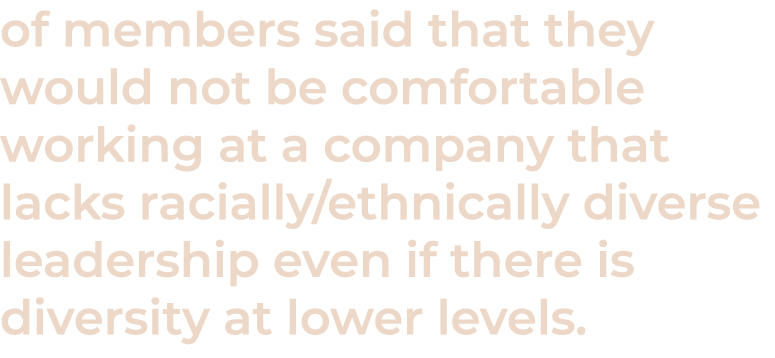 of members said that they
would not be comfortable
working at a company that
lacks racially/ethnically diverse
leadership even if there is
diversity at lower levels.